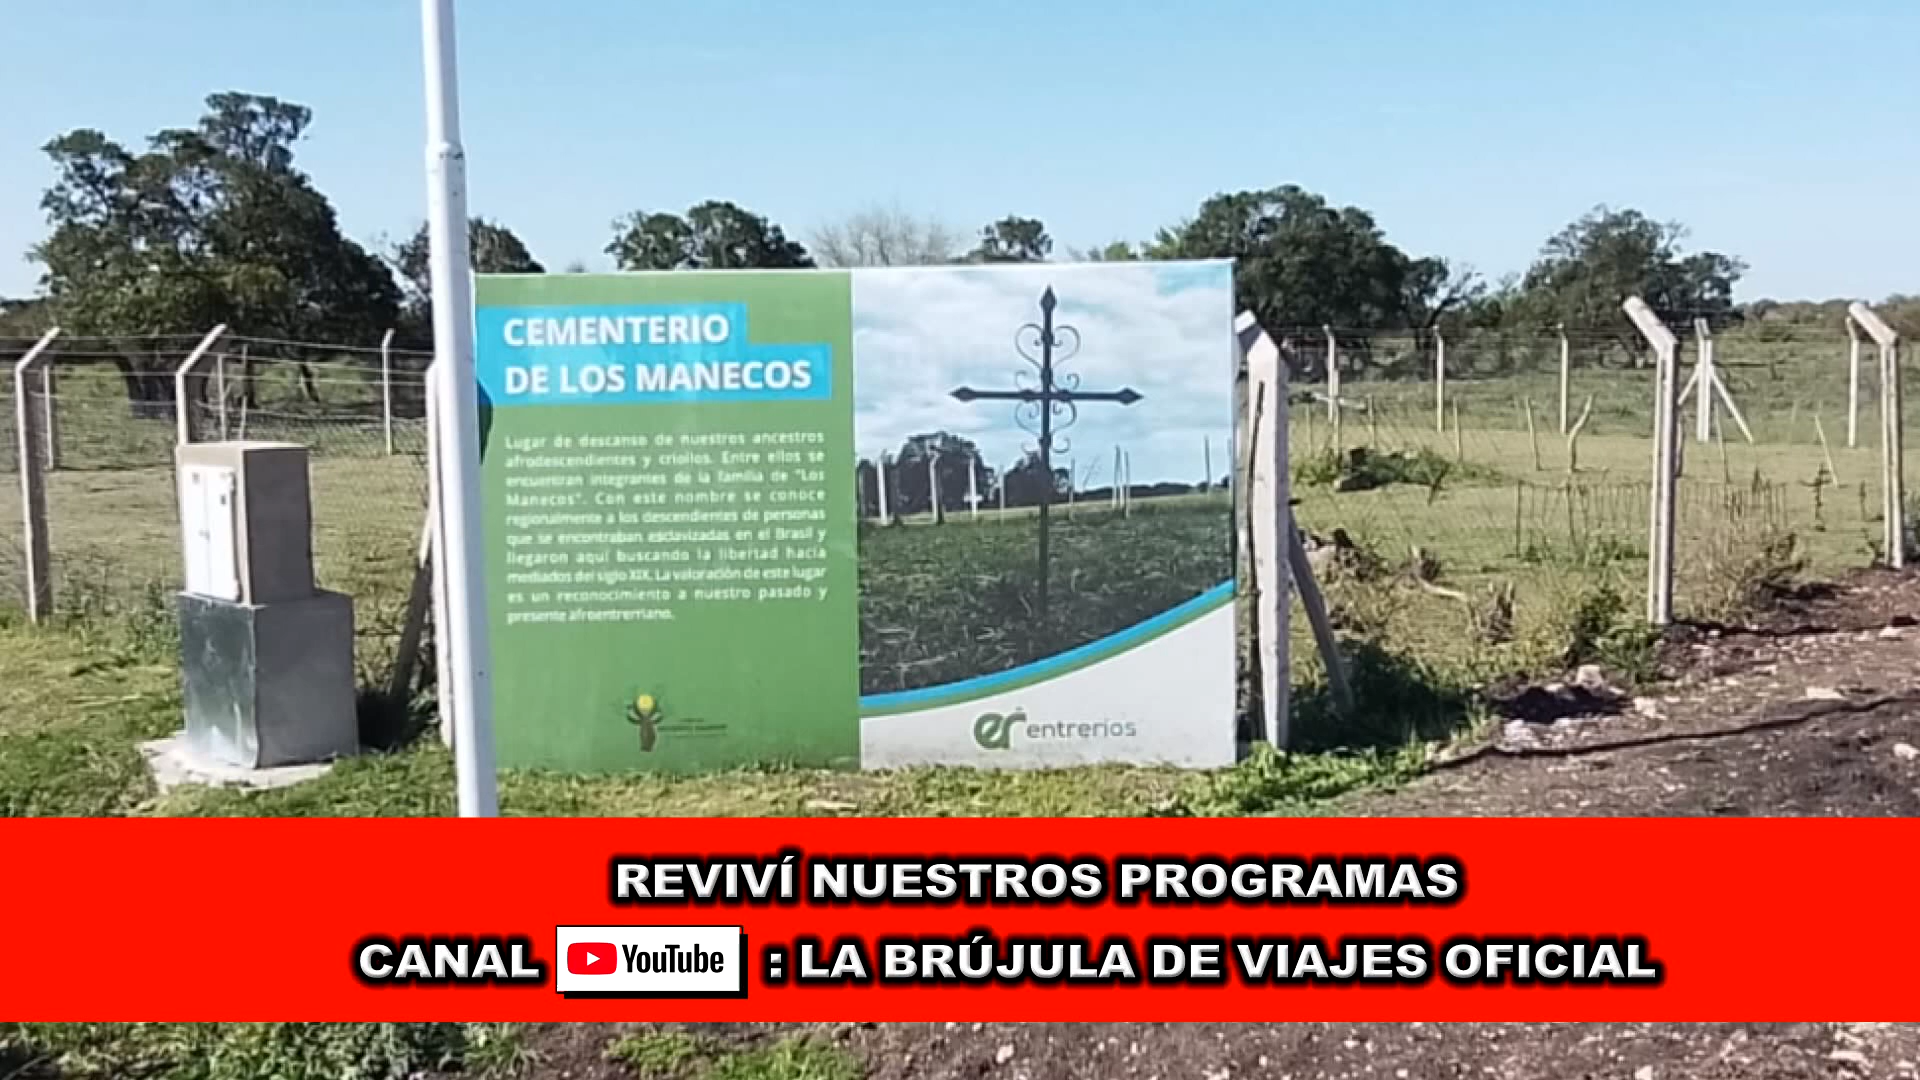 CEMENTERIO
DE LOS MANECOS
Lugar de descanso de nuestros ancestros
afrodescendientes y criollos. Entre ellos se
encuentran integrantes de la familia de "Los
Manecos". Con este nombre se conoce
regionalmente a los descendientes de personas
que se encontraban esclavizadas en el Brasil y
llegaron aquí buscando la libertad hacia
mediados del siglo XIX. La valoración de este lugar
es un reconocimiento a nuestro pasado y
presente afroentrerriano.
er entrerios
REVIVÍ NUESTROS PROGRAMAS
CANAL YouTube : LA BRÚJULA DE VIAJES OFICIAL